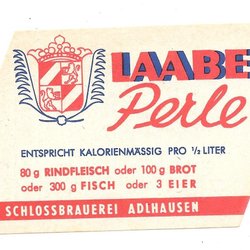 LAABE
Perle
ENTSPRICHT KALORIENMÄSSIG PRO ½ LITER
80 g RINDFLEISCH oder 100 g BROT
oder 300 g FISCH oder 3 EIER
SCHLOSSBRAUEREI ADLHAUSEN